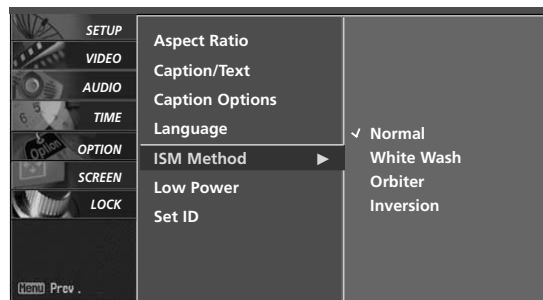 SETUP
VIDEO
AUDIO
TIME
OPTION
SCREEN
LOCK
Menu Prev.
Aspect Ratio
Caption/Text
Caption Options
Language
ISM Method ▶
Low Power
Set ID
✓ Normal
White Wash
Orbiter
Inversion